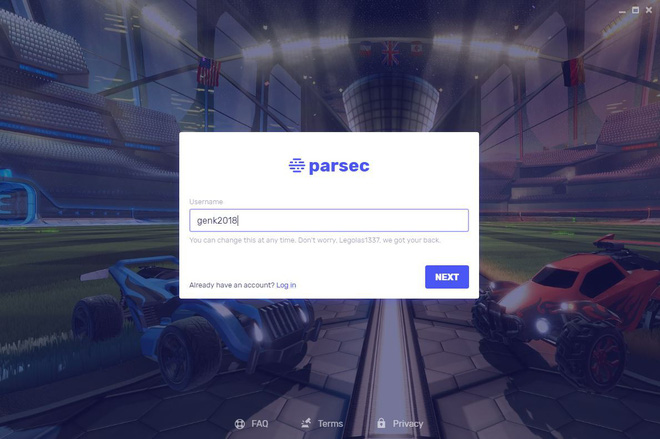 parsec
Username
genk2018
You can change this at any time. Don't worry, Legolas1337, we got your back.
NEXT
Already have an account? Log in
FAQ
Terms
Privacy